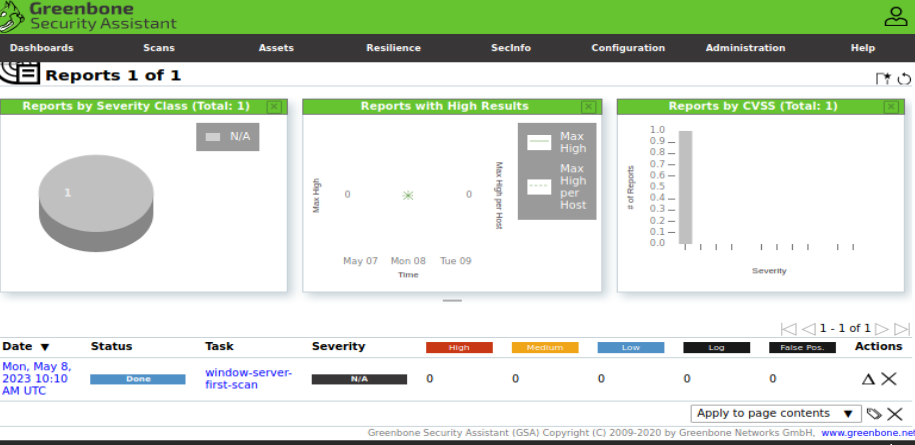 Greenbone
Security Assistant
Dashboards Scans Assets Resilience SecInfo Configuration Administration Help
Reports 1 of 1
Reports by Severity Class (Total: 1)
N/A
1
Reports with High Results
Max High
0
0
Max High per Host
May 07 Mon 08 Tue 09
Time
Max
High
Max
High
per
Host
Reports by CVSS (Total: 1)
# of Reports
1.0
0.9
0.8
0.7
0.6
0.5
0.4
0.3
0.2
0.1
0.0
Severity
1 - 1 of 1
Date ▼ Status Task Severity High Medium Low Log False Pos. Actions
Mon, May 8,
2023 10:10
AM UTC
Done
window-server-
first-scan
N/A
0 0 0 0 0
Apply to page contents ▼
Greenbone Security Assistant (GSA) Copyright (C) 2009-2020 by Greenbone Networks GmbH, www.greenbone.net